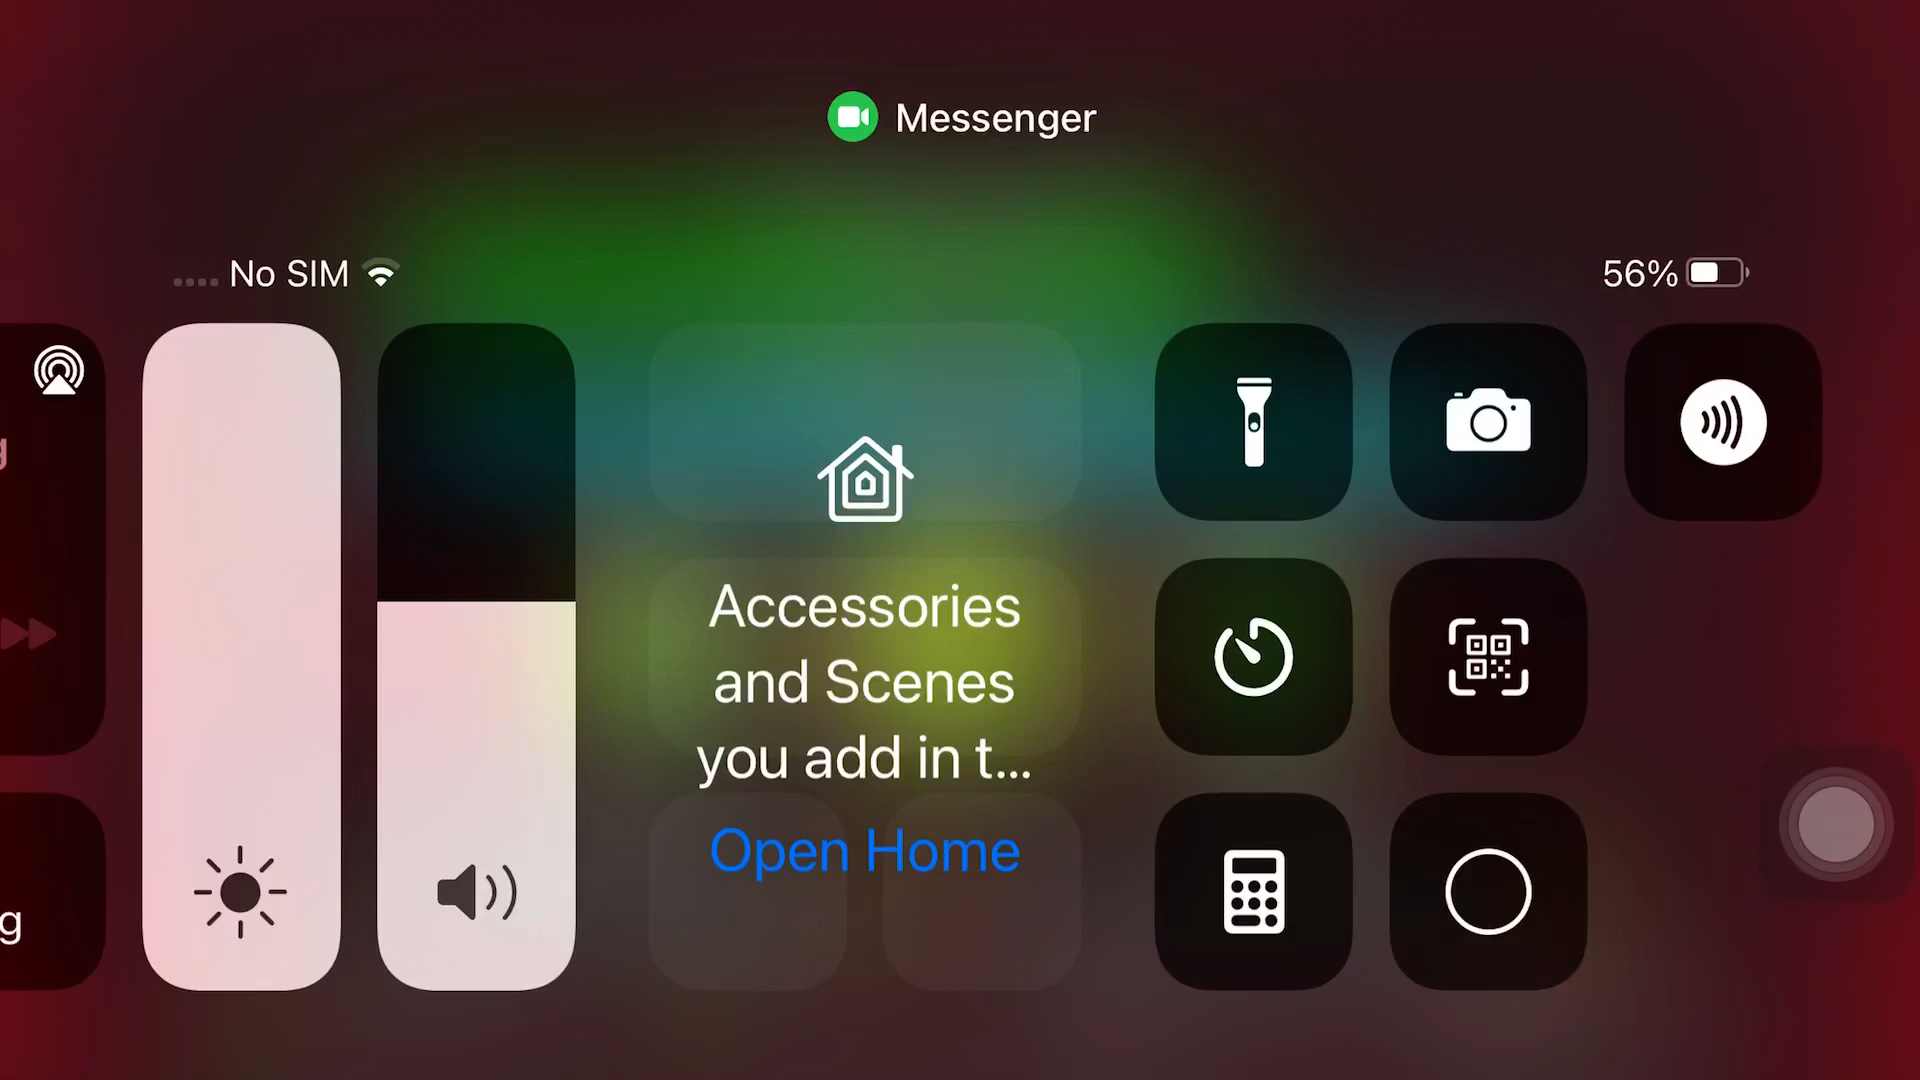 Messenger
No SIM
56%
g
Accessories
and Scenes
you add in t...
Open Home
g